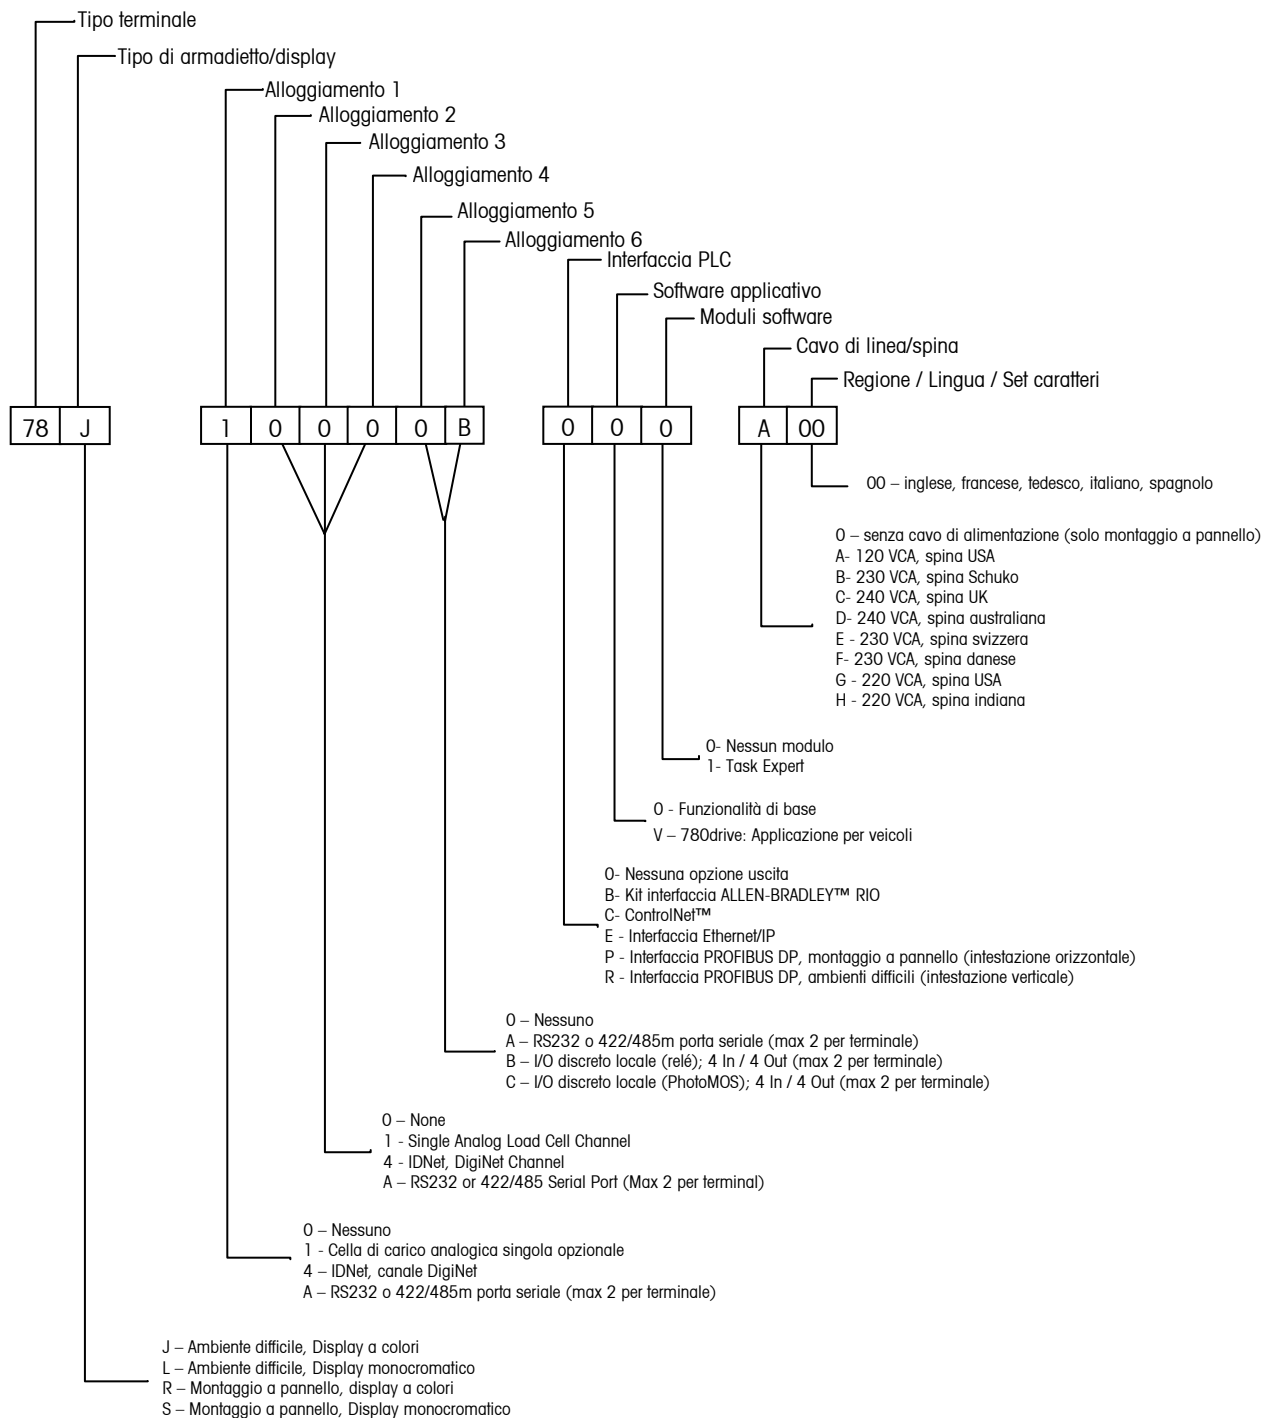 Tipo terminale
Tipo di armadietto/display
Alloggiamento 1
Alloggiamento 2
Alloggiamento 3
Alloggiamento 4
Alloggiamento 5
Alloggiamento 6
Interfaccia PLC
Software applicativo
Moduli software
Cavo di linea/spina
Regione / Lingua / Set caratteri
78 J 1 0 0 0 0 B 0 0 0 A 00
00 – inglese, francese, tedesco, italiano, spagnolo
0 – senza cavo di alimentazione (solo montaggio a pannello)
A- 120 VCA, spina USA
B- 230 VCA, spina Schuko
C- 240 VCA, spina UK
D- 240 VCA, spina australiana
E - 230 VCA, spina svizzera
F- 230 VCA, spina danese
G - 220 VCA, spina USA
H - 220 VCA, spina indiana
0- Nessun modulo
1- Task Expert
0 - Funzionalità di base
V – 780drive: Applicazione per veicoli
0- Nessuna opzione uscita
B- Kit interfaccia ALLEN-BRADLEY™ RIO
C- ControlNet™
E - Interfaccia Ethernet/IP
P - Interfaccia PROFIBUS DP, montaggio a pannello (intestazione orizzontale)
R - Interfaccia PROFIBUS DP, ambienti difficili (intestazione verticale)
0 – Nessuno
A – RS232 o 422/485m porta seriale (max 2 per terminale)
B – I/O discreto locale (relé); 4 In / 4 Out (max 2 per terminale)
C – I/O discreto locale (PhotoMOS); 4 In / 4 Out (max 2 per terminale)
0 – None
1 - Single Analog Load Cell Channel
4 - IDNet, DigiNet Channel
A – RS232 or 422/485 Serial Port (Max 2 per terminal)
0 – Nessuno
1 - Cella di carico analogica singola opzionale
4 – IDNet, canale DigiNet
A – RS232 o 422/485m porta seriale (max 2 per terminale)
J – Ambiente difficile, Display a colori
L – Ambiente difficile, Display monocromatico
R – Montaggio a pannello, display a colori
S – Montaggio a pannello, Display monocromatico